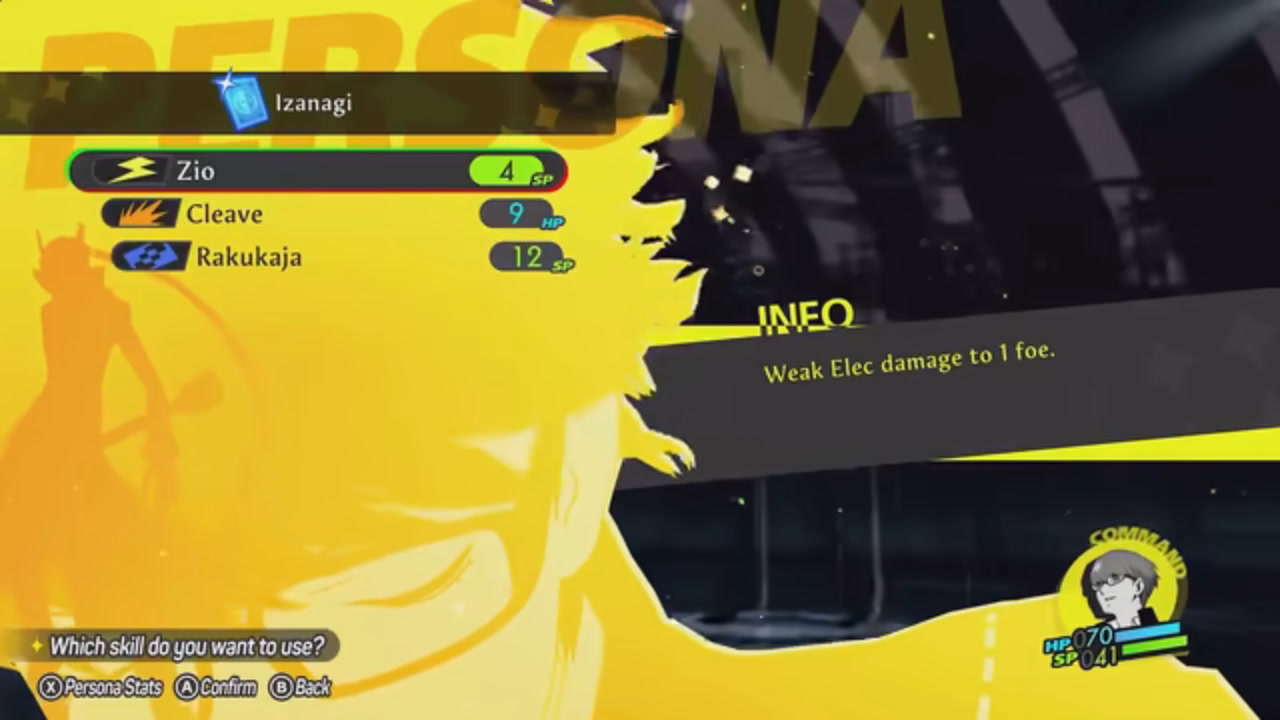 PERSONA
Izanagi
Zio 4 SP
Cleave 9 HP
Rakukaja 12 SP
INFO
Weak Elec damage to 1 foe.
COMMAND
HP 070
SP 041
Which skill do you want to use?
X Persona Stats A Confirm B Back